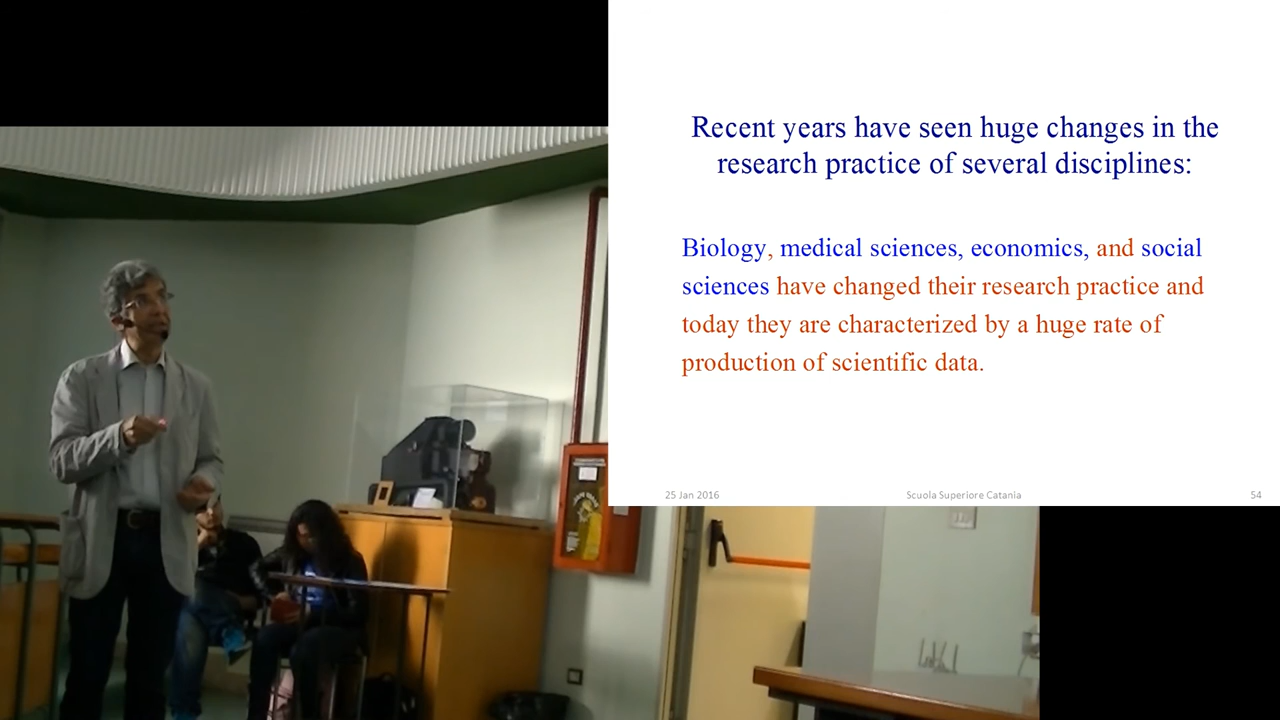 Recent years have seen huge changes in the
research practice of several disciplines:
Biology, medical sciences, economics, and social
sciences have changed their research practice and
today they are characterized by a huge rate of
production of scientific data.
25 Jan 2016
Scuola Superiore Catania
54